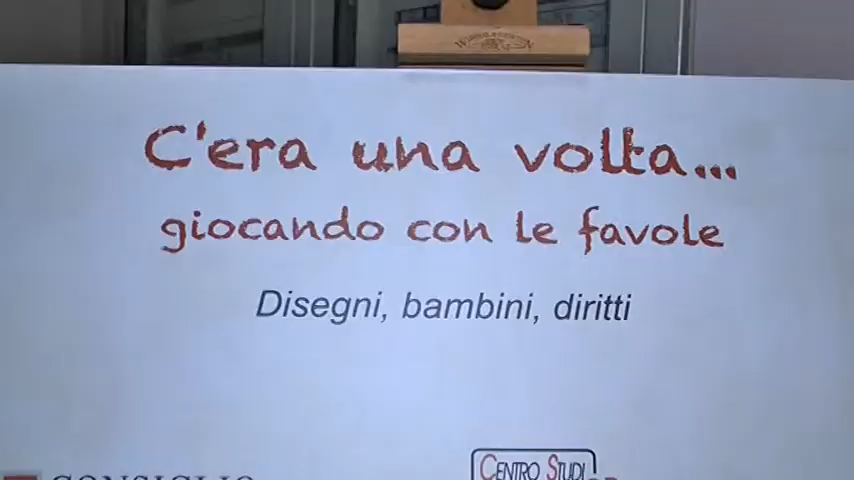 C'era una volta...
giocando con le favole
Disegni, bambini, diritti
CONSIGLIO
CENTRO STUDI